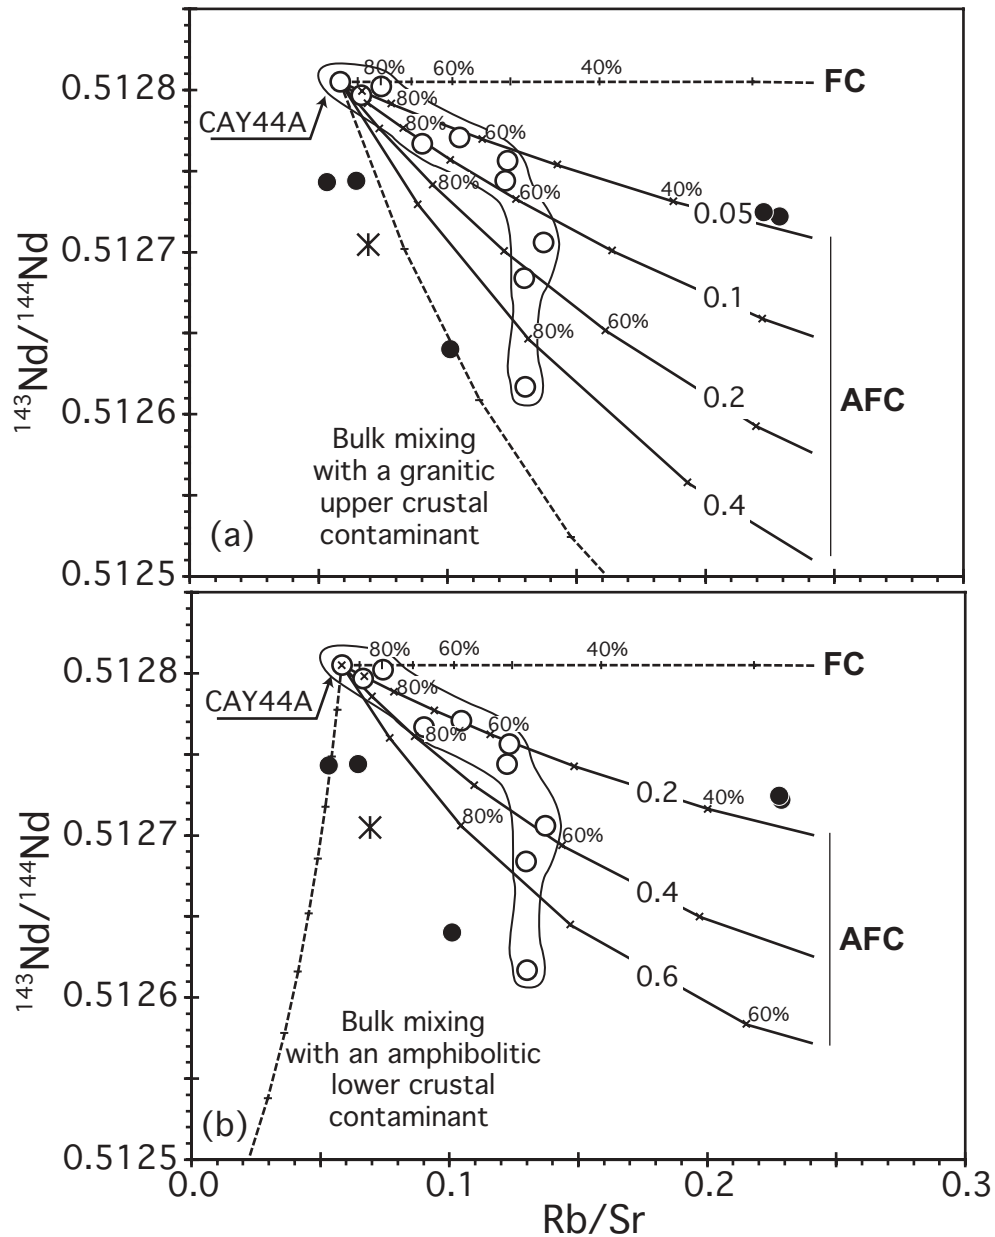 0.5128
0.5127
0.5126
0.5125
143Nd/144Nd
CAY44A
80%
60%
40%
FC
80%
80%
60%
40%
0.05
80%
60%
0.1
80%
60%
0.2
0.4
AFC
Bulk mixing
with a granitic
upper crustal
contaminant
(a)
0.5128
0.5127
0.5126
0.5125
143Nd/144Nd
CAY44A
80%
60%
40%
FC
80%
60%
0.2
40%
80%
60%
0.4
80%
0.6
60%
AFC
Bulk mixing
with an amphibolitic
lower crustal
contaminant
(b)
0.0
0.1
0.2
0.3
Rb/Sr